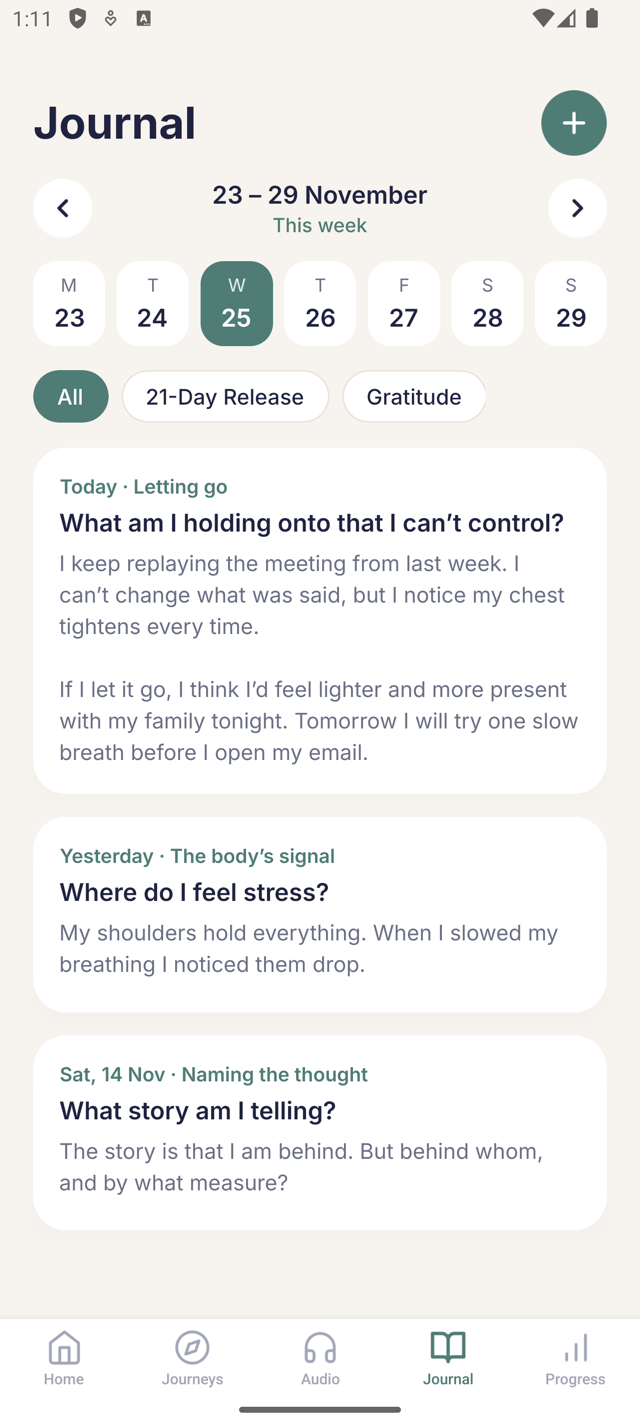 1:11
Journal
23 – 29 November
This week
M T W T F S S
23 24 25 26 27 28 29
All 21-Day Release Gratitude
Today · Letting go
What am I holding onto that I can’t control?
I keep replaying the meeting from last week. I
can’t change what was said, but I notice my chest
tightens every time.
If I let it go, I think I’d feel lighter and more present
with my family tonight. Tomorrow I will try one slow
breath before I open my email.
Yesterday · The body’s signal
Where do I feel stress?
My shoulders hold everything. When I slowed my
breathing I noticed them drop.
Sat, 14 Nov · Naming the thought
What story am I telling?
The story is that I am behind. But behind whom,
and by what measure?
Home Journeys Audio Journal Progress